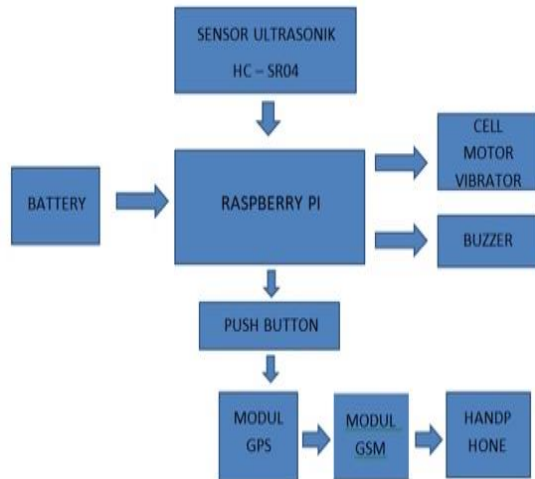 SENSOR ULTRASONIK
HC – SR04
CELL
MOTOR
VIBRATOR
BATTERY
RASPBERRY PI
BUZZER
PUSH BUTTON
MODUL
GPS
MODUL
GSM
HANDP
HONE